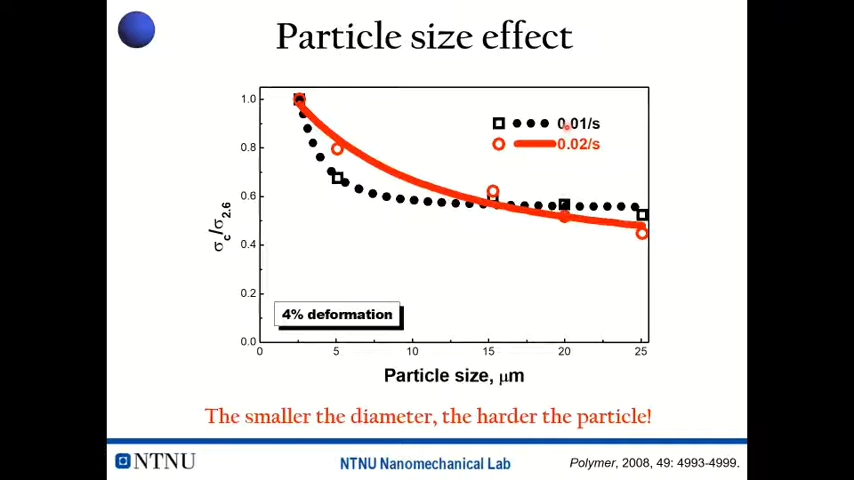 Particle size effect
1.0
0.8
0.6
0.4
0.2
0.0
σc/σ2.6
0.01/s
0.02/s
4% deformation
0 5 10 15 20 25
Particle size, μm
The smaller the diameter, the harder the particle!
NTNU
NTNU Nanomechanical Lab
Polymer, 2008, 49: 4993-4999.